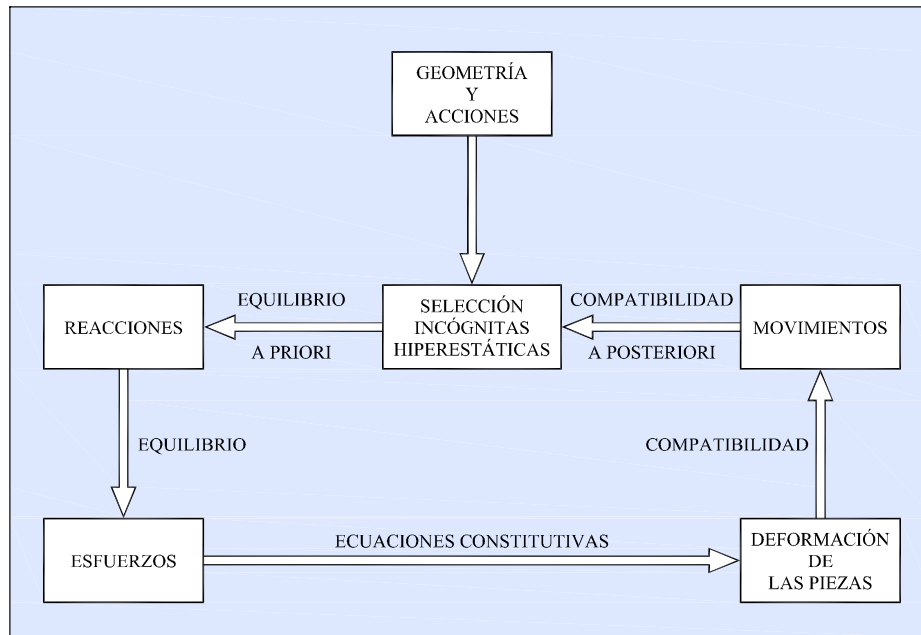 GEOMETRÍA
Y
ACCIONES
EQUILIBRIO
COMPATIBILIDAD
REACCIONES
SELECCIÓN
INCÓGNITAS
HIPERESTÁTICAS
MOVIMIENTOS
A PRIORI
A POSTERIORI
EQUILIBRIO
COMPATIBILIDAD
ESFUERZOS
ECUACIONES CONSTITUTIVAS
DEFORMACIÓN
DE
LAS PIEZAS